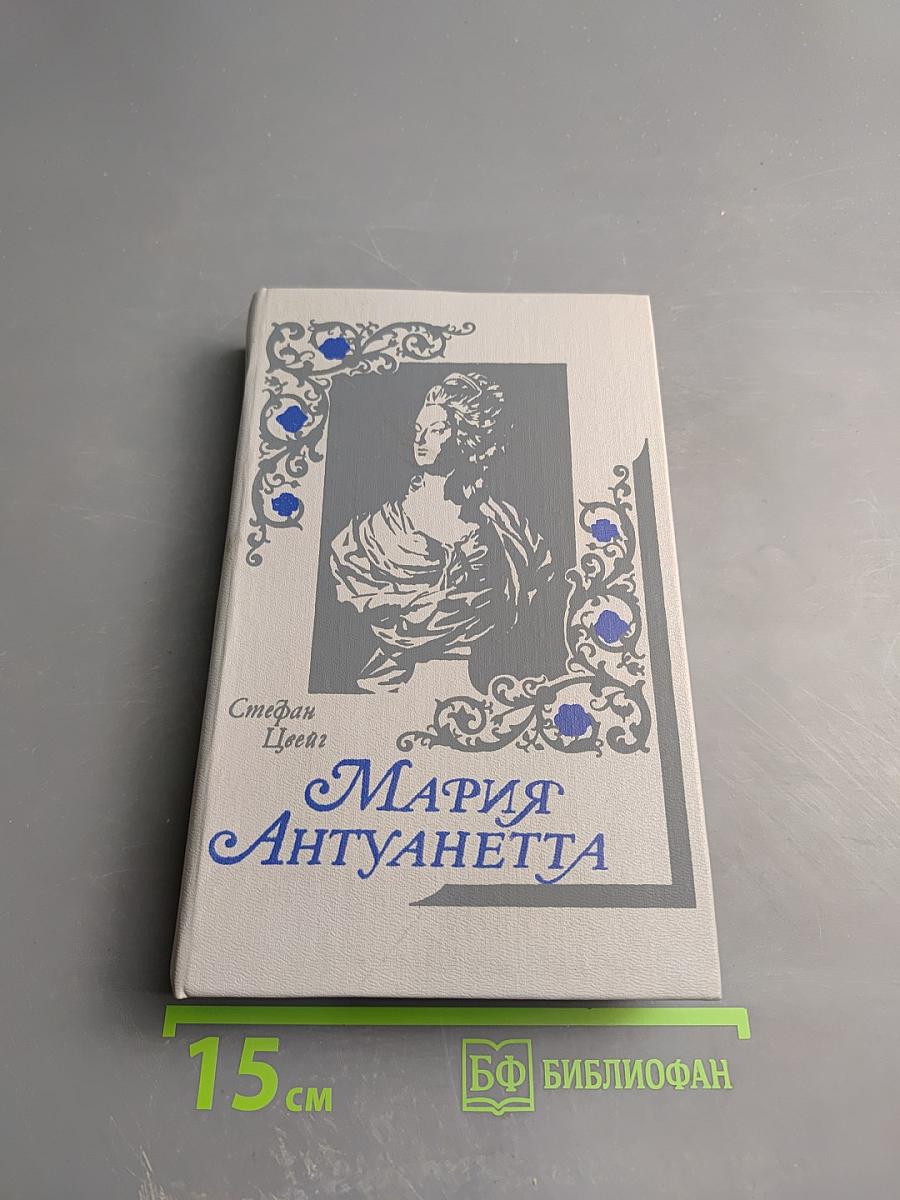 Стефан
Цвейг
Мария
Антуанетта
15 см
БФ БИБЛИОФАН